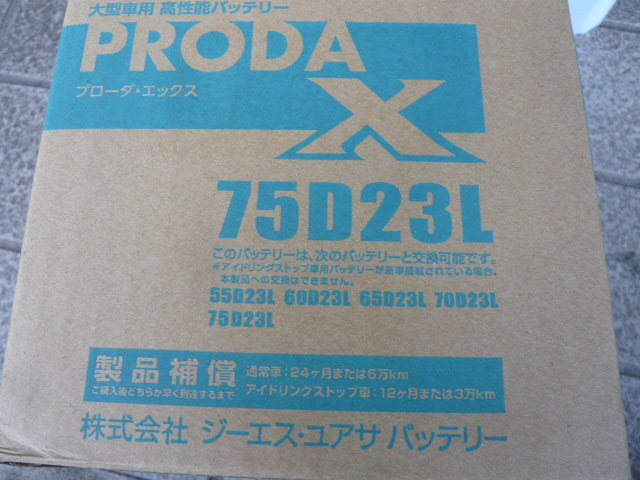 大型車用 高性能バッテリー
PRODA
X
プローダ・エックス
75D23L
このバッテリーは、次のバッテリーと交換可能です。
※アイドリングストップ車用バッテリーが新車搭載されている場合、
本製品への交換はできません。
55D23L 60D23L 65D23L 70D23L
75D23L
製品補償
ご購入後どちらか早く到達するまで
通常車：24ヶ月または6万km
アイドリングストップ車：12ヶ月または3万km
株式会社 ジーエス・ユアサ バッテリー